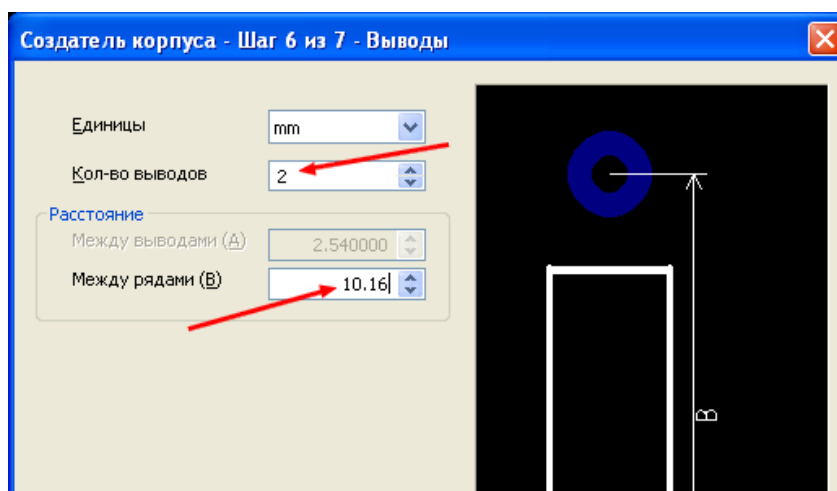 Создатель корпуса - Шаг 6 из 7 - Выводы
Единицы mm
Кол-во выводов 2
Расстояние
Между выводами (A) 2.540000
Между рядами (B) 10.16
B